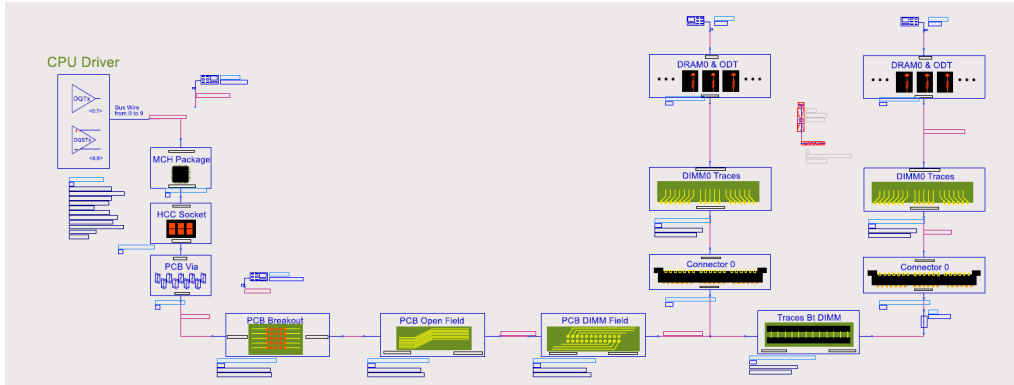 CPU Driver
DQTx
<0:7>
Bus Wire
from 0 to 9
DQSTx
<8:9>
MCH Package
HCC Socket
PCB Via
PCB Breakout
PCB Open Field
PCB DIMM Field
Traces Bt DIMM
DRAM0 & ODT
DIMM0 Traces
Connector 0
DRAM0 & ODT
DIMM0 Traces
Connector 0